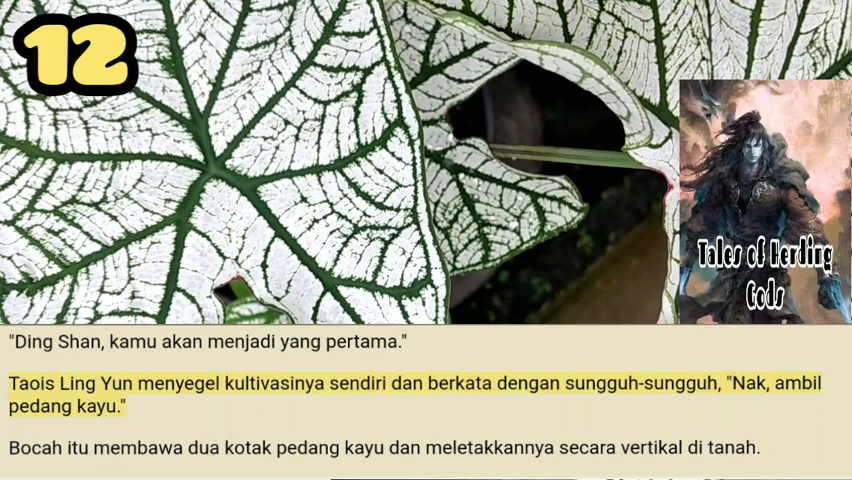 12
Tales of Herding
Gods
"Ding Shan, kamu akan menjadi yang pertama."
Taois Ling Yun menyegel kultivasinya sendiri dan berkata dengan sungguh-sungguh, "Nak, ambil
pedang kayu."
Bocah itu membawa dua kotak pedang kayu dan meletakkannya secara vertikal di tanah.